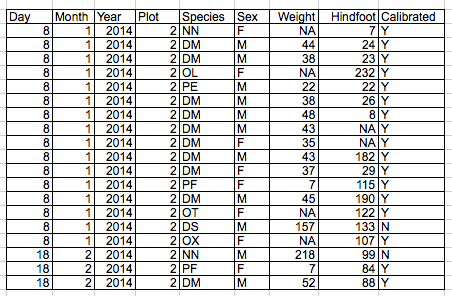 Day Month Year Plot Species Sex Weight Hindfoot Calibrated
8 1 2014 2 NN F NA 7 Y
8 1 2014 2 DM M 44 24 Y
8 1 2014 2 DM M 38 23 Y
8 1 2014 2 OL F NA 232 Y
8 1 2014 2 PE M 22 22 Y
8 1 2014 2 DM M 38 26 Y
8 1 2014 2 DM M 48 8 Y
8 1 2014 2 DM M 43 NA Y
8 1 2014 2 DM F 35 NA Y
8 1 2014 2 DM M 43 182 Y
8 1 2014 2 DM F 37 29 Y
8 1 2014 2 PF F 7 115 Y
8 1 2014 2 DM M 45 190 Y
8 1 2014 2 OT F NA 122 Y
8 1 2014 2 DS M 157 133 N
8 1 2014 2 OX F NA 107 Y
18 2 2014 2 NN M 218 99 N
18 2 2014 2 PF F 7 84 Y
18 2 2014 2 DM M 52 88 Y